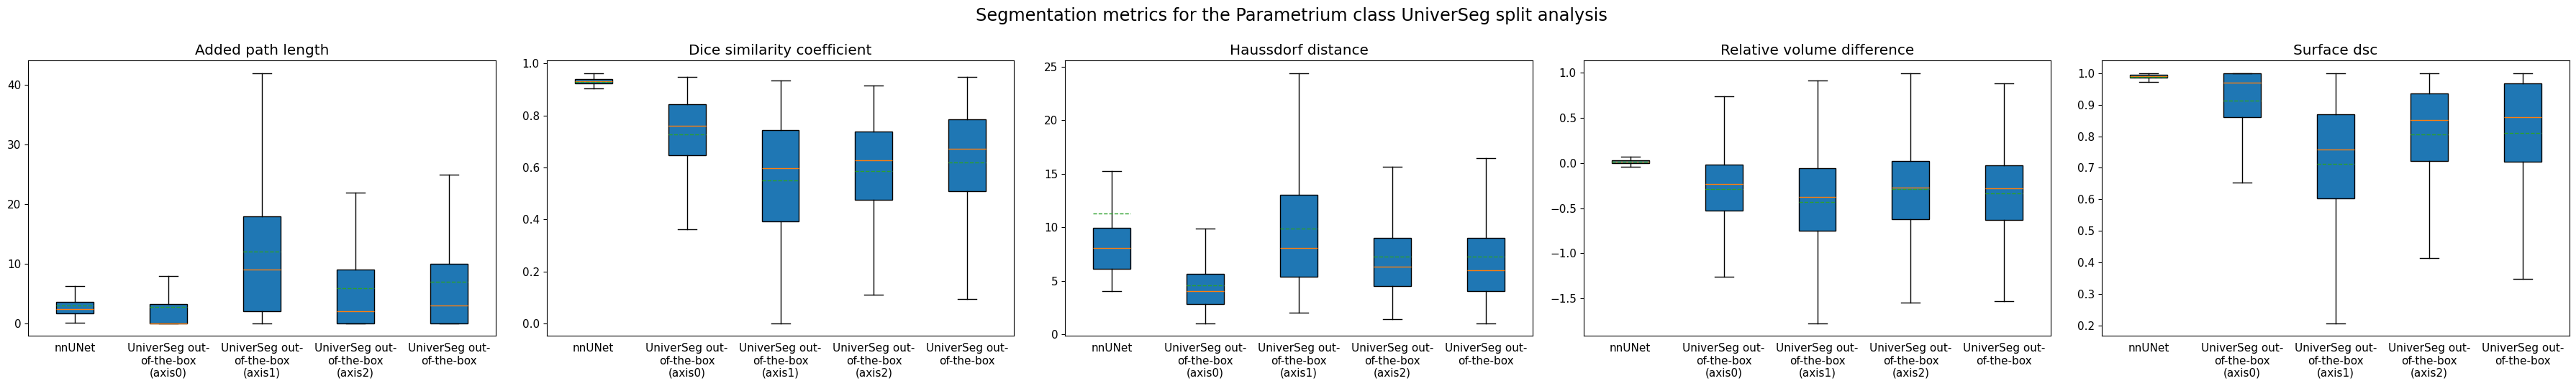 Segmentation metrics for the Parametrium class UniverSeg split analysis
Added path length
40
30
20
10
0
nnUNet
UniverSeg out-
of-the-box
(axis0)
UniverSeg out-
of-the-box
(axis1)
UniverSeg out-
of-the-box
(axis2)
UniverSeg out-
of-the-box
Dice similarity coefficient
1.0
0.8
0.6
0.4
0.2
0.0
nnUNet
UniverSeg out-
of-the-box
(axis0)
UniverSeg out-
of-the-box
(axis1)
UniverSeg out-
of-the-box
(axis2)
UniverSeg out-
of-the-box
Haussdorf distance
25
20
15
10
5
0
nnUNet
UniverSeg out-
of-the-box
(axis0)
UniverSeg out-
of-the-box
(axis1)
UniverSeg out-
of-the-box
(axis2)
UniverSeg out-
of-the-box
Relative volume difference
1.0
0.5
0.0
−0.5
−1.0
−1.5
nnUNet
UniverSeg out-
of-the-box
(axis0)
UniverSeg out-
of-the-box
(axis1)
UniverSeg out-
of-the-box
(axis2)
UniverSeg out-
of-the-box
Surface dsc
1.0
0.9
0.8
0.7
0.6
0.5
0.4
0.3
0.2
nnUNet
UniverSeg out-
of-the-box
(axis0)
UniverSeg out-
of-the-box
(axis1)
UniverSeg out-
of-the-box
(axis2)
UniverSeg out-
of-the-box